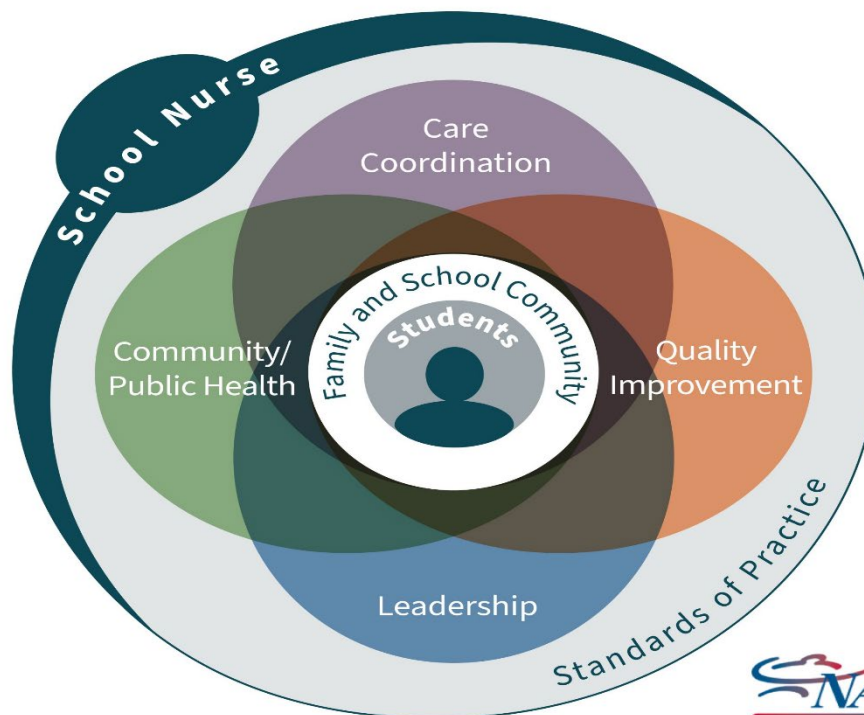 School Nurse
Care
Coordination
Family and School Community
Students
Community/
Public Health
Quality
Improvement
Leadership
Standards of Practice